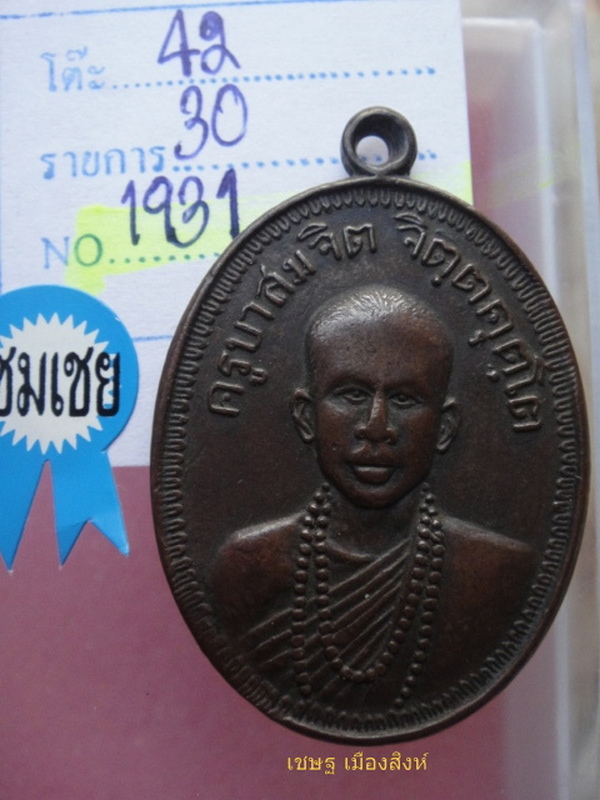 โต๊ะ 42
รายการ 30
NO. 1931
ชมเชย
ครูบาสมจิต จิตฺตคุตฺโต
เชษฐ เมืองสิงห์